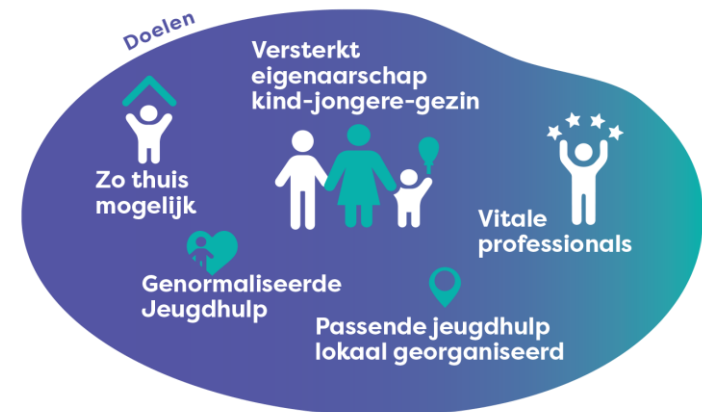 Doelen
Versterkt
eigenaarschap
kind-jongere-gezin
Zo thuis
mogelijk
Vitale
professionals
Genormaliseerde
Jeugdhulp
Passende jeugdhulp
lokaal georganiseerd